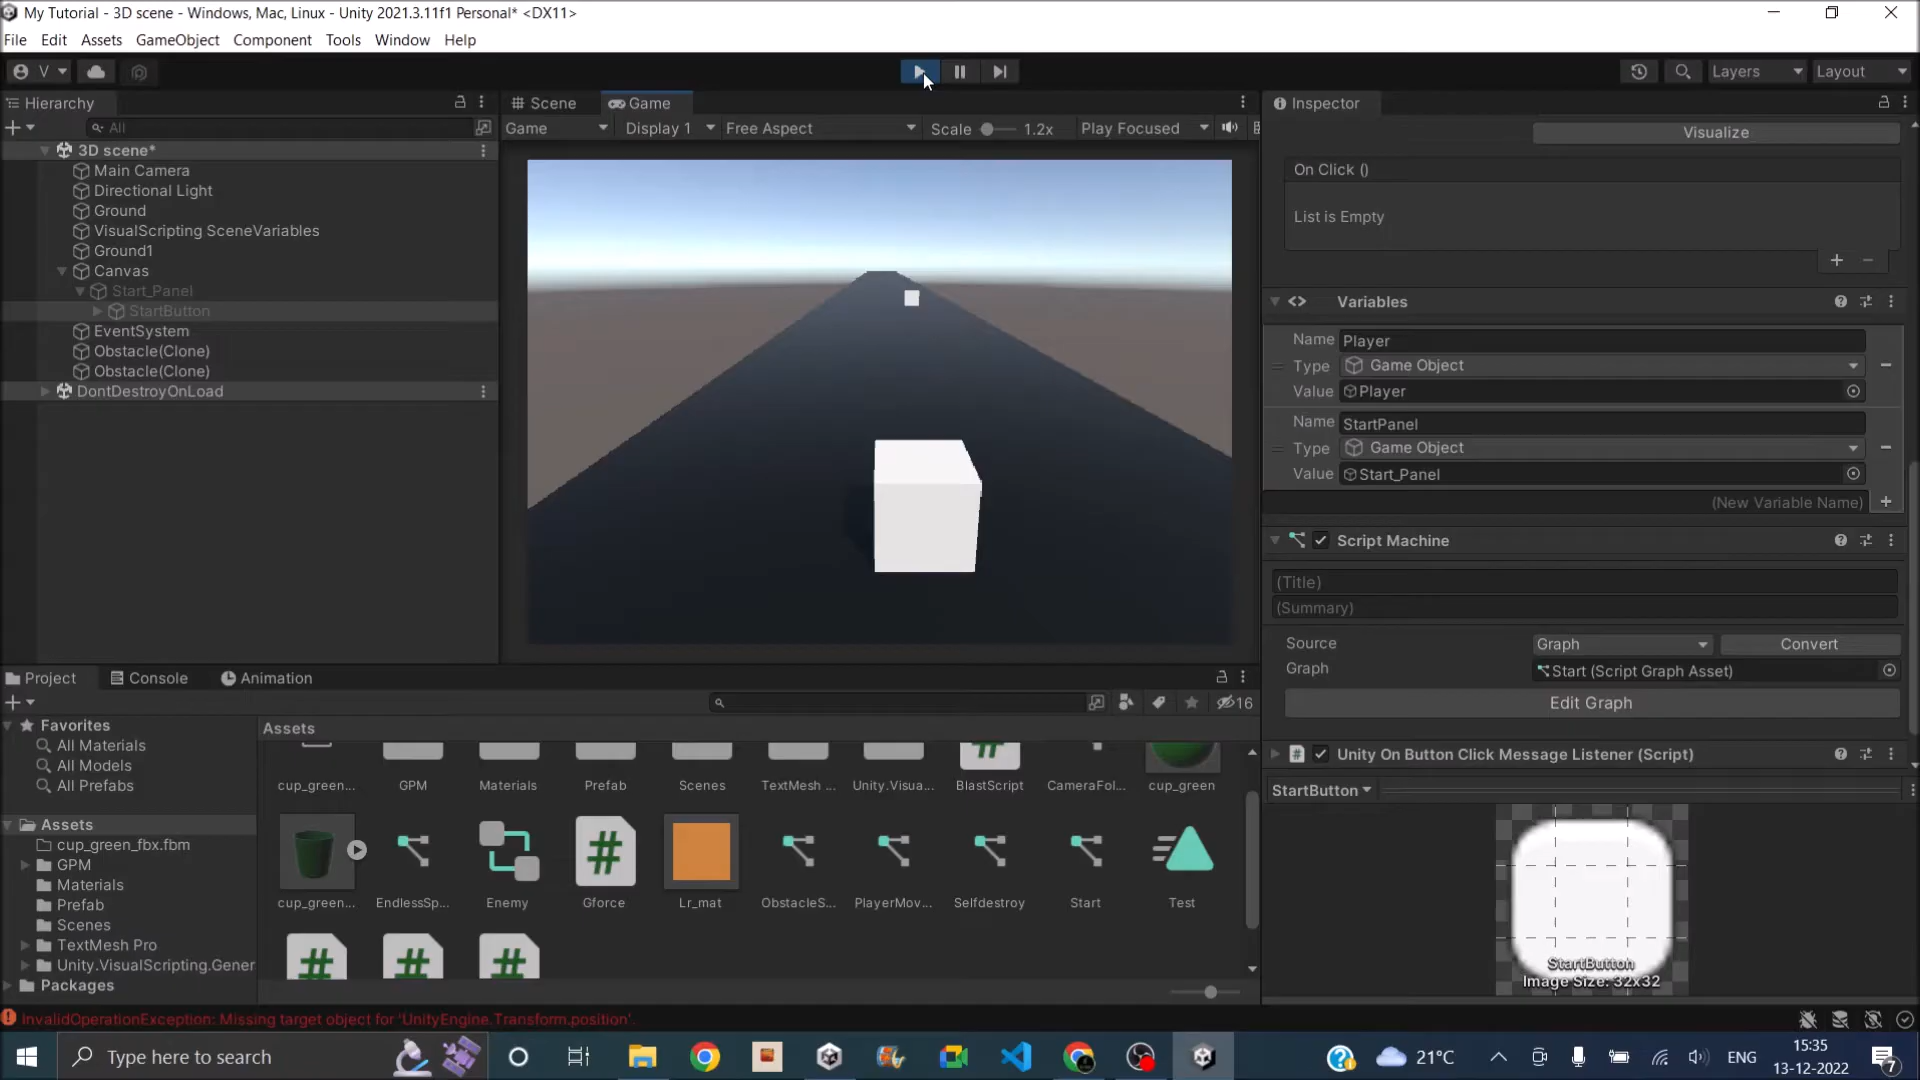 My Tutorial - 3D scene - Windows, Mac, Linux - Unity 2021.3.11f1 Personal* <DX11>
File Edit Assets GameObject Component Tools Window Help
V
Layers Layout
Hierarchy
All
3D scene*
Main Camera
Directional Light
Ground
VisualScripting SceneVariables
Ground1
Canvas
Start_Panel
StartButton
EventSystem
Obstacle(Clone)
Obstacle(Clone)
DontDestroyOnLoad
Scene Game
Game Display 1 Free Aspect Scale 1.2x Play Focused
Inspector
Visualize
On Click ()
List is Empty
Variables
Name Player
Type Game Object
Value Player
Name StartPanel
Type Game Object
Value Start_Panel
(New Variable Name)
Script Machine
(Title)
(Summary)
Source Graph Convert
Graph Start (Script Graph Asset)
Edit Graph
Unity On Button Click Message Listener (Script)
StartButton
StartButton
Image Size: 32x32
Project Console Animation
16
Favorites
All Materials
All Models
All Prefabs
Assets
cup_green_fbx.fbm
GPM
Materials
Prefab
Scenes
TextMesh Pro
Unity.VisualScripting.Gener
Packages
Assets
cup_green... GPM Materials Prefab Scenes TextMesh ... Unity.Visua... BlastScript CameraFol... cup_green
cup_green... EndlessSp... Enemy Gforce Lr_mat ObstacleS... PlayerMov... Selfdestroy Start Test
InvalidOperationException: Missing target object for 'UnityEngine.Transform.position'.
Type here to search
21°C
ENG
15:35
13-12-2022
7